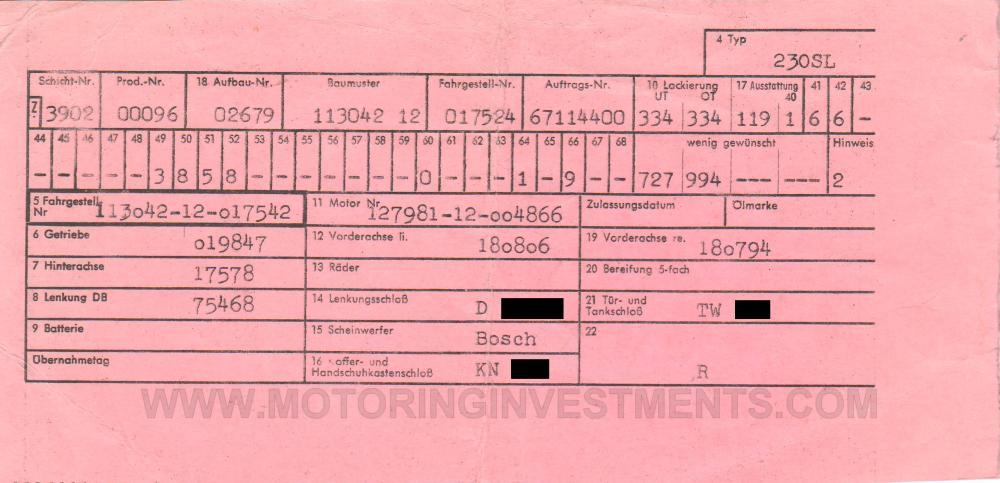 4 Typ
230SL
Schicht-Nr. Prod.-Nr. 18 Aufbau-Nr. Baumuster Fahrgestell-Nr. Auftrags-Nr. 10 Lackierung UT OT 17 Ausstattung 40 41 42 43
Z 3902 00096 02679 113042 12 017524 67114400 334 334 119 1 6 6 -
44 45 46 47 48 49 50 51 52 53 54 55 56 57 58 59 60 61 62 63 64 65 66 67 68 wenig gewünscht Hinweis
- - - - - 3 8 5 8 - - - - - - - 0 - - - 1 - 9 - - 727 994 --- --- 2
5 Fahrgestell Nr 113o42-12-o17542 11 Motor Nr. 127981-12-oo4866 Zulassungsdatum Ölmarke
6 Getriebe o19847 12 Vorderachse li. 18o8o6 19 Vorderachse re. 18o794
7 Hinterachse 17578 13 Räder 20 Bereifung 5-fach
8 Lenkung DB 75468 14 Lenkungsschloß D 21 Tür- und Tankschloß TW
9 Batterie 15 Scheinwerfer Bosch 22
Übernahmetag 16 Koffer- und Handschuhkastenschloß KN R
WWW.MOTORINGINVESTMENTS.COM